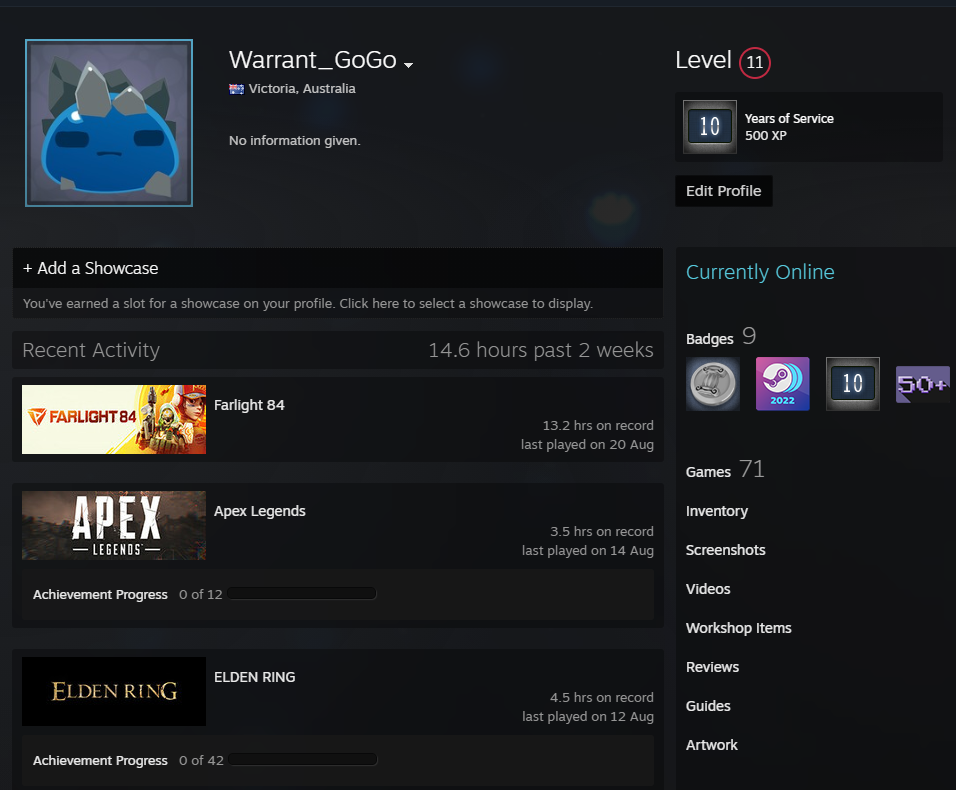 Warrant_GoGo
Victoria, Australia
No information given.
Level 11
10
Years of Service
500 XP
Edit Profile
+ Add a Showcase
You've earned a slot for a showcase on your profile. Click here to select a showcase to display.
Recent Activity 14.6 hours past 2 weeks
FARLIGHT 84
Farlight 84
13.2 hrs on record
last played on 20 Aug
APEX
LEGENDS
Apex Legends
3.5 hrs on record
last played on 14 Aug
Achievement Progress 0 of 12
ELDEN RING
ELDEN RING
4.5 hrs on record
last played on 12 Aug
Achievement Progress 0 of 42
Currently Online
Badges 9
2022
10
50+
Games 71
Inventory
Screenshots
Videos
Workshop Items
Reviews
Guides
Artwork